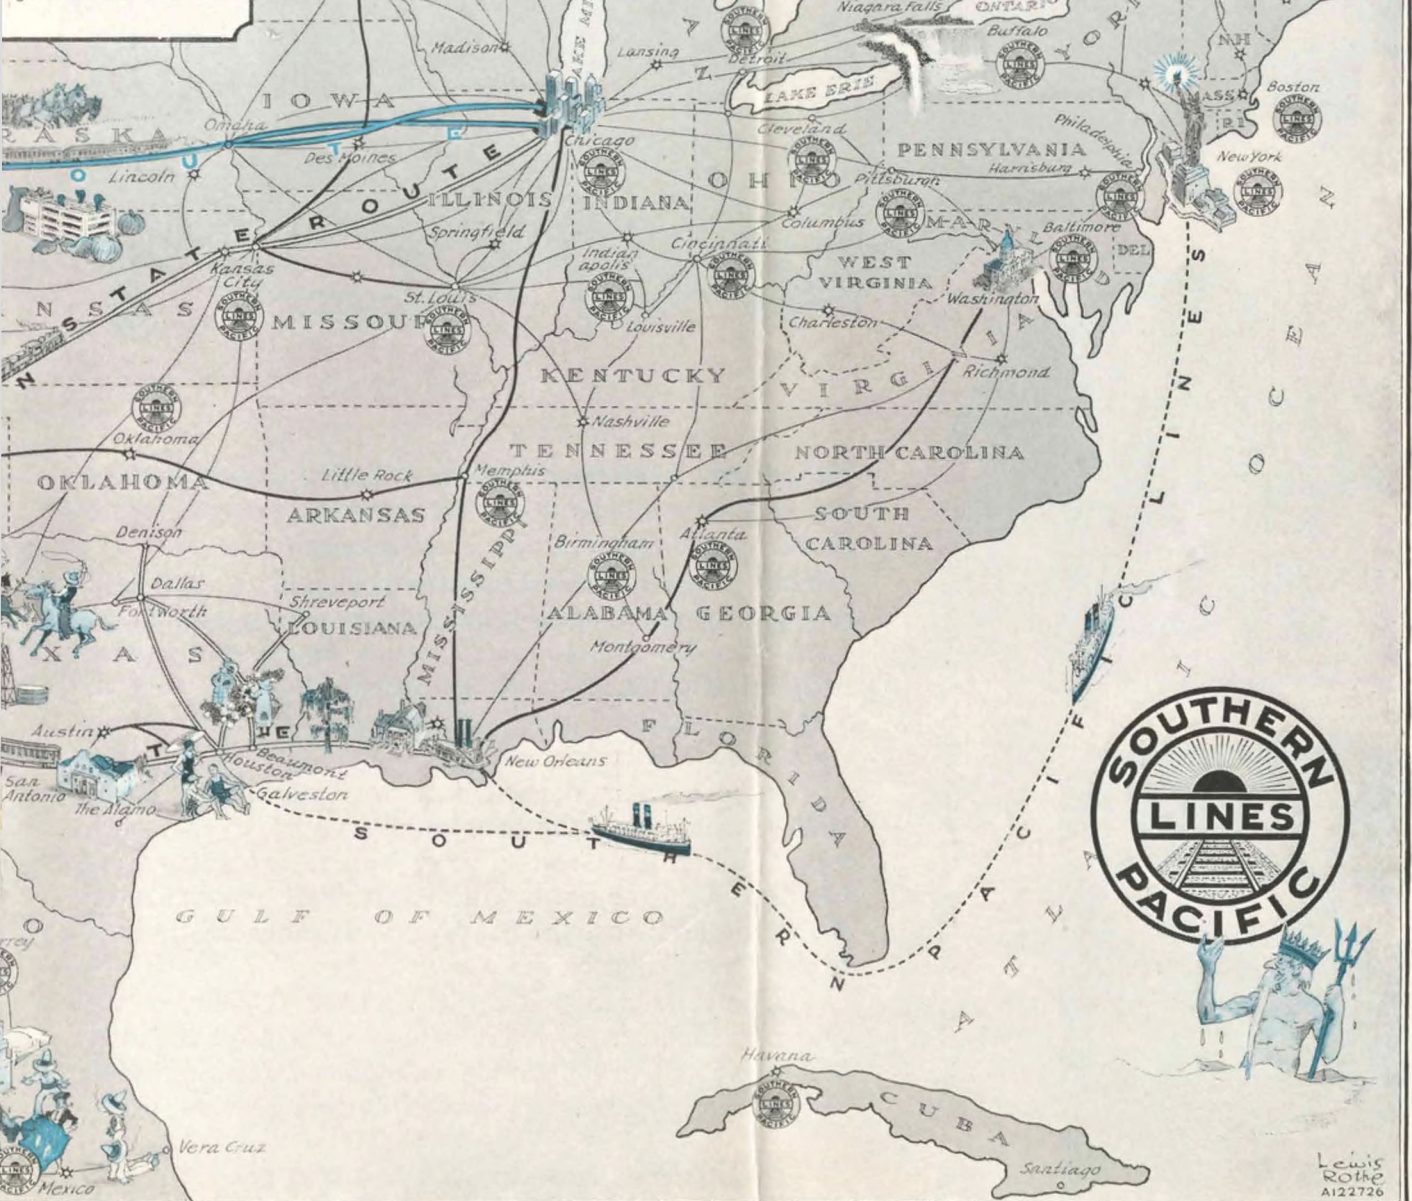 Niagara Falls
ONTARIO
Buffalo
Madison
Lansing
Detroit
LAKE ERIE
NH
MASS
Boston
RI
IOWA
Omaha
Des Moines
Lincoln
Chicago
Cleveland
PENNSYLVANIA
Philadelphia
Harrisburg
New York
OHIO
Pittsburgh
ILLINOIS
INDIANA
Springfield
Columbus
MARYLAND
Baltimore
DEL
Indian
apolis
Cincinnati
WEST
VIRGINIA
Washington
Kansas
City
St. Louis
MISSOURI
Louisville
Charleston
STATE ROUTE
KENTUCKY
VIRGINIA
Richmond
Nashville
TENNESSEE
NORTH CAROLINA
Oklahoma
OKLAHOMA
Little Rock
Memphis
ARKANSAS
SOUTH
CAROLINA
Denison
Birmingham
Atlanta
Dallas
Fort Worth
Shreveport
LOUISIANA
MISSISSIPPI
ALABAMA
GEORGIA
Montgomery
Austin
FLORIDA
San
Antonio
The Alamo
Houston
Beaumont
Galveston
New Orleans
SOUTHERN PACIFIC LINES
GULF OF MEXICO
ATLANTIC OCEAN
SOUTHERN
LINES
PACIFIC
Havana
CUBA
Santiago
Vera Cruz
Mexico
Lewis
Rothe
A122726